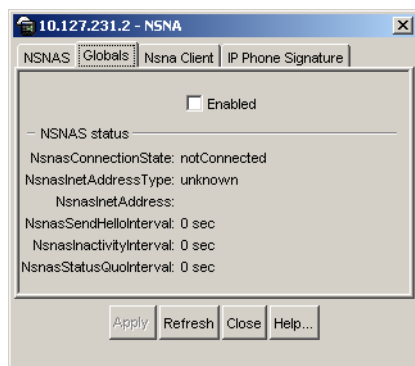 10.127.231.2 - NSNA
NSNAS Globals Nsna Client IP Phone Signature
Enabled
NSNAS status
NsnasConnectionState: notConnected
NsnasInetAddressType: unknown
NsnasInetAddress:
NsnasSendHelloInterval: 0 sec
NsnasInactivityInterval: 0 sec
NsnasStatusQuoInterval: 0 sec
Apply Refresh Close Help...